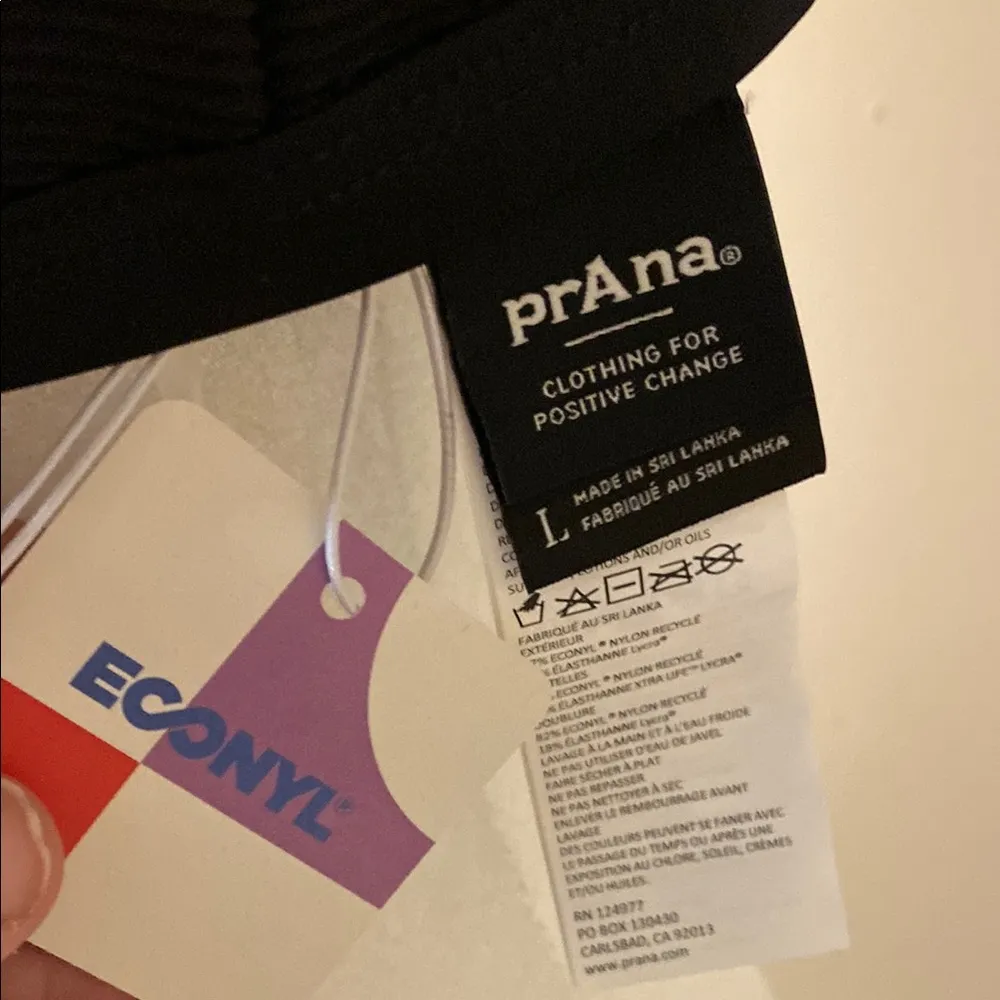 prAna®
CLOTHING FOR
POSITIVE CHANGE
L
MADE IN SRI LANKA
FABRIQUÉ AU SRI LANKA
ECONYL®
AND/OR OILS
FABRIQUÉ AU SRI LANKA
EXTÉRIEUR
% ECONYL® NYLON RECYCLÉ
% ÉLASTHANNE Lycra®
TELLES
ECONYL® NYLON RECYCLÉ
% ÉLASTHANNE XTRA LIFE™ LYCRA®
DOUBLURE
82% ECONYL® NYLON RECYCLÉ
18% ÉLASTHANNE Lycra®
LAVAGE À LA MAIN ET À L'EAU FROIDE
NE PAS UTILISER D'EAU DE JAVEL
FAIRE SÉCHER À PLAT
NE PAS REPASSER
NE PAS NETTOYER À SEC
ENLEVER LE REMBOURRAGE AVANT
LAVAGE
DES COULEURS PEUVENT SE FANER AVEC
LE PASSAGE DU TEMPS OU APRÈS UNE
EXPOSITION AU CHLORE, SOLEIL, CRÈMES
ET/OU HUILES.
RN 124977
PO BOX 130430
CARLSBAD, CA 92013
www.prana.com